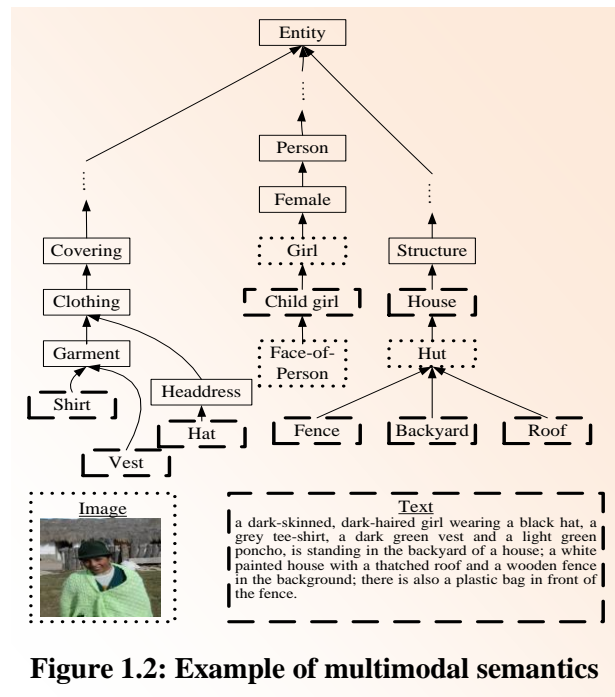 Entity
Person
Female
Covering
Girl
Structure
Clothing
Child girl
House
Garment
Face-of-
Person
Hut
Headdress
Shirt
Hat
Fence
Backyard
Roof
Vest
Image
Text
a dark-skinned, dark-haired girl wearing a black hat, a
grey tee-shirt, a dark green vest and a light green
poncho, is standing in the backyard of a house; a white
painted house with a thatched roof and a wooden fence
in the background; there is also a plastic bag in front of
the fence.
Figure 1.2: Example of multimodal semantics